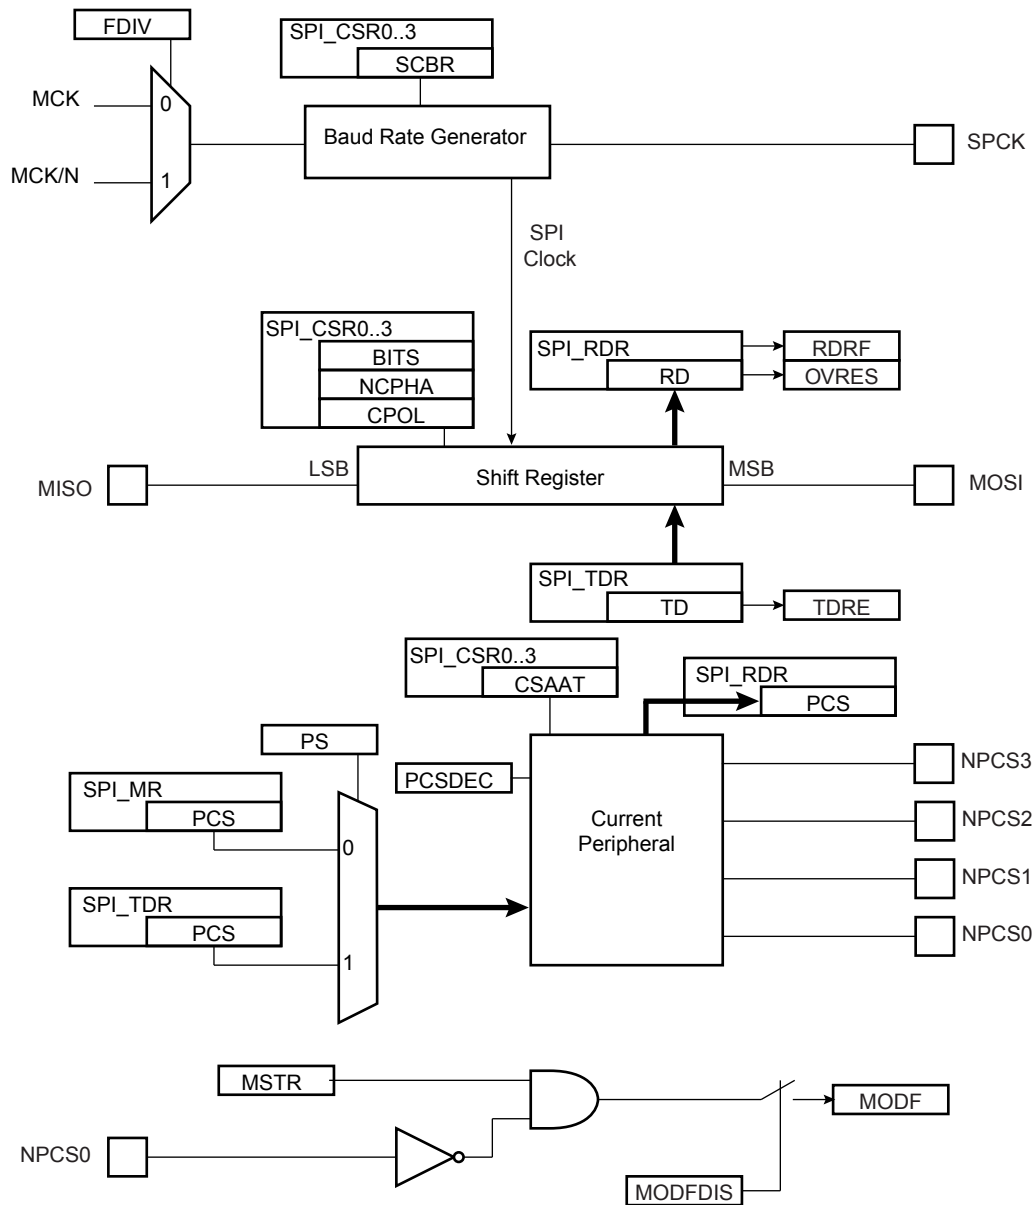 FDIV
SPI_CSR0..3
SCBR
MCK
0
Baud Rate Generator
SPCK
MCK/N
1
SPI
Clock
SPI_CSR0..3
BITS
NCPHA
CPOL
SPI_RDR
RD
RDRF
OVRES
LSB
MSB
MISO
Shift Register
MOSI
SPI_TDR
TD
TDRE
SPI_CSR0..3
CSAAT
SPI_RDR
PCS
PS
SPI_MR
PCS
0
PCSDEC
Current
Peripheral
NPCS3
NPCS2
NPCS1
NPCS0
SPI_TDR
PCS
1
MSTR
MODF
NPCS0
MODFDIS